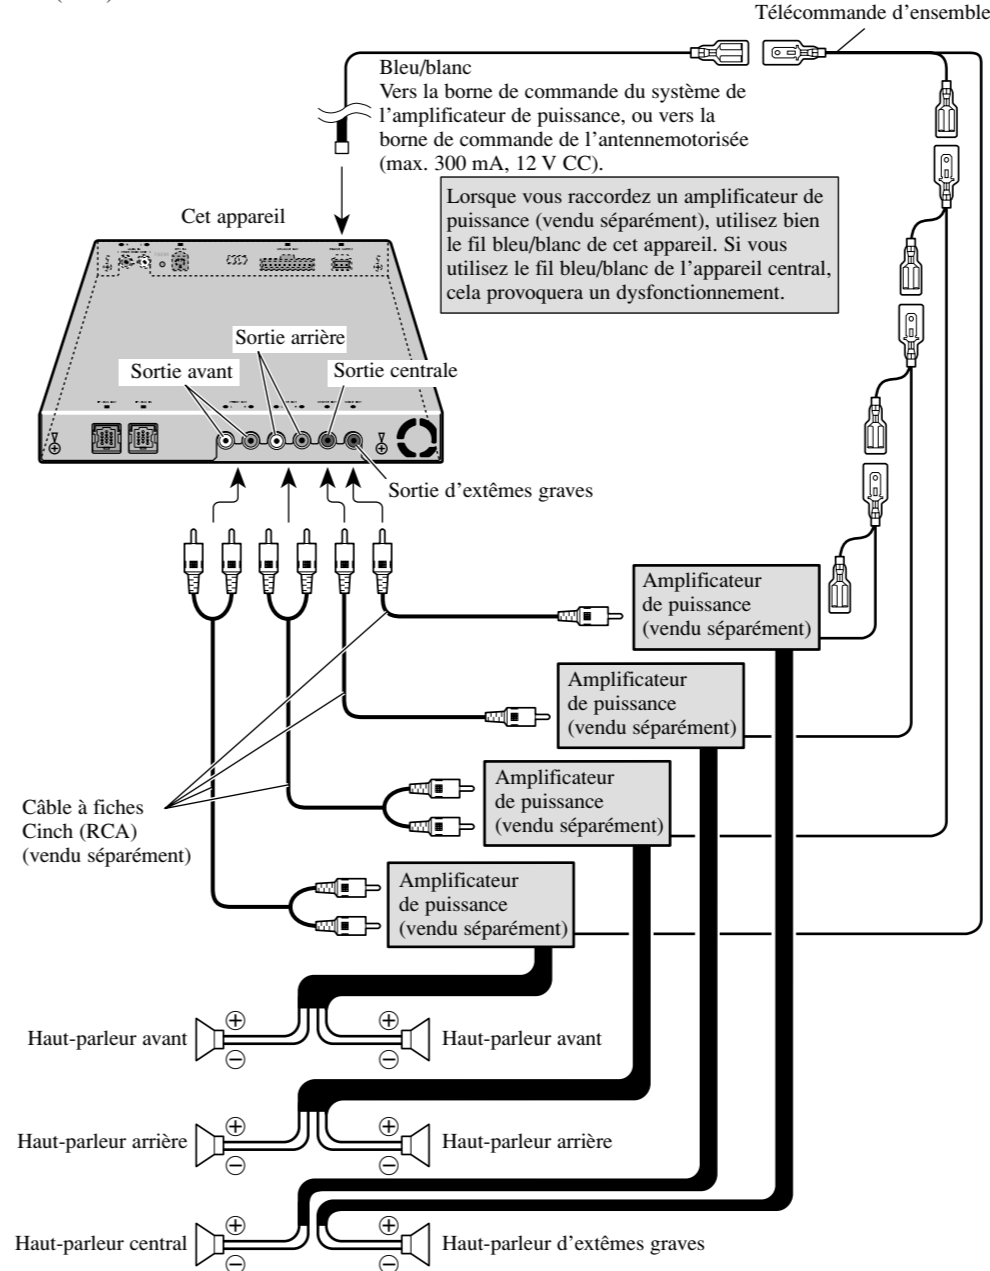 Télécommande d'ensemble
Bleu/blanc
Vers la borne de commande du système de
l'amplificateur de puissance, ou vers la
borne de commande de l'antennemotorisée
(max. 300 mA, 12 V CC).
Lorsque vous raccordez un amplificateur de
puissance (vendu séparément), utilisez bien
le fil bleu/blanc de cet appareil. Si vous
utilisez le fil bleu/blanc de l'appareil central,
cela provoquera un dysfonctionnement.
Cet appareil
Sortie arrière
Sortie avant
Sortie centrale
Sortie d'extêmes graves
Amplificateur
de puissance
(vendu séparément)
Amplificateur
de puissance
(vendu séparément)
Amplificateur
de puissance
(vendu séparément)
Câble à fiches
Cinch (RCA)
(vendu séparément)
Amplificateur
de puissance
(vendu séparément)
Haut-parleur avant
Haut-parleur avant
Haut-parleur arrière
Haut-parleur arrière
Haut-parleur central
Haut-parleur d'extêmes graves